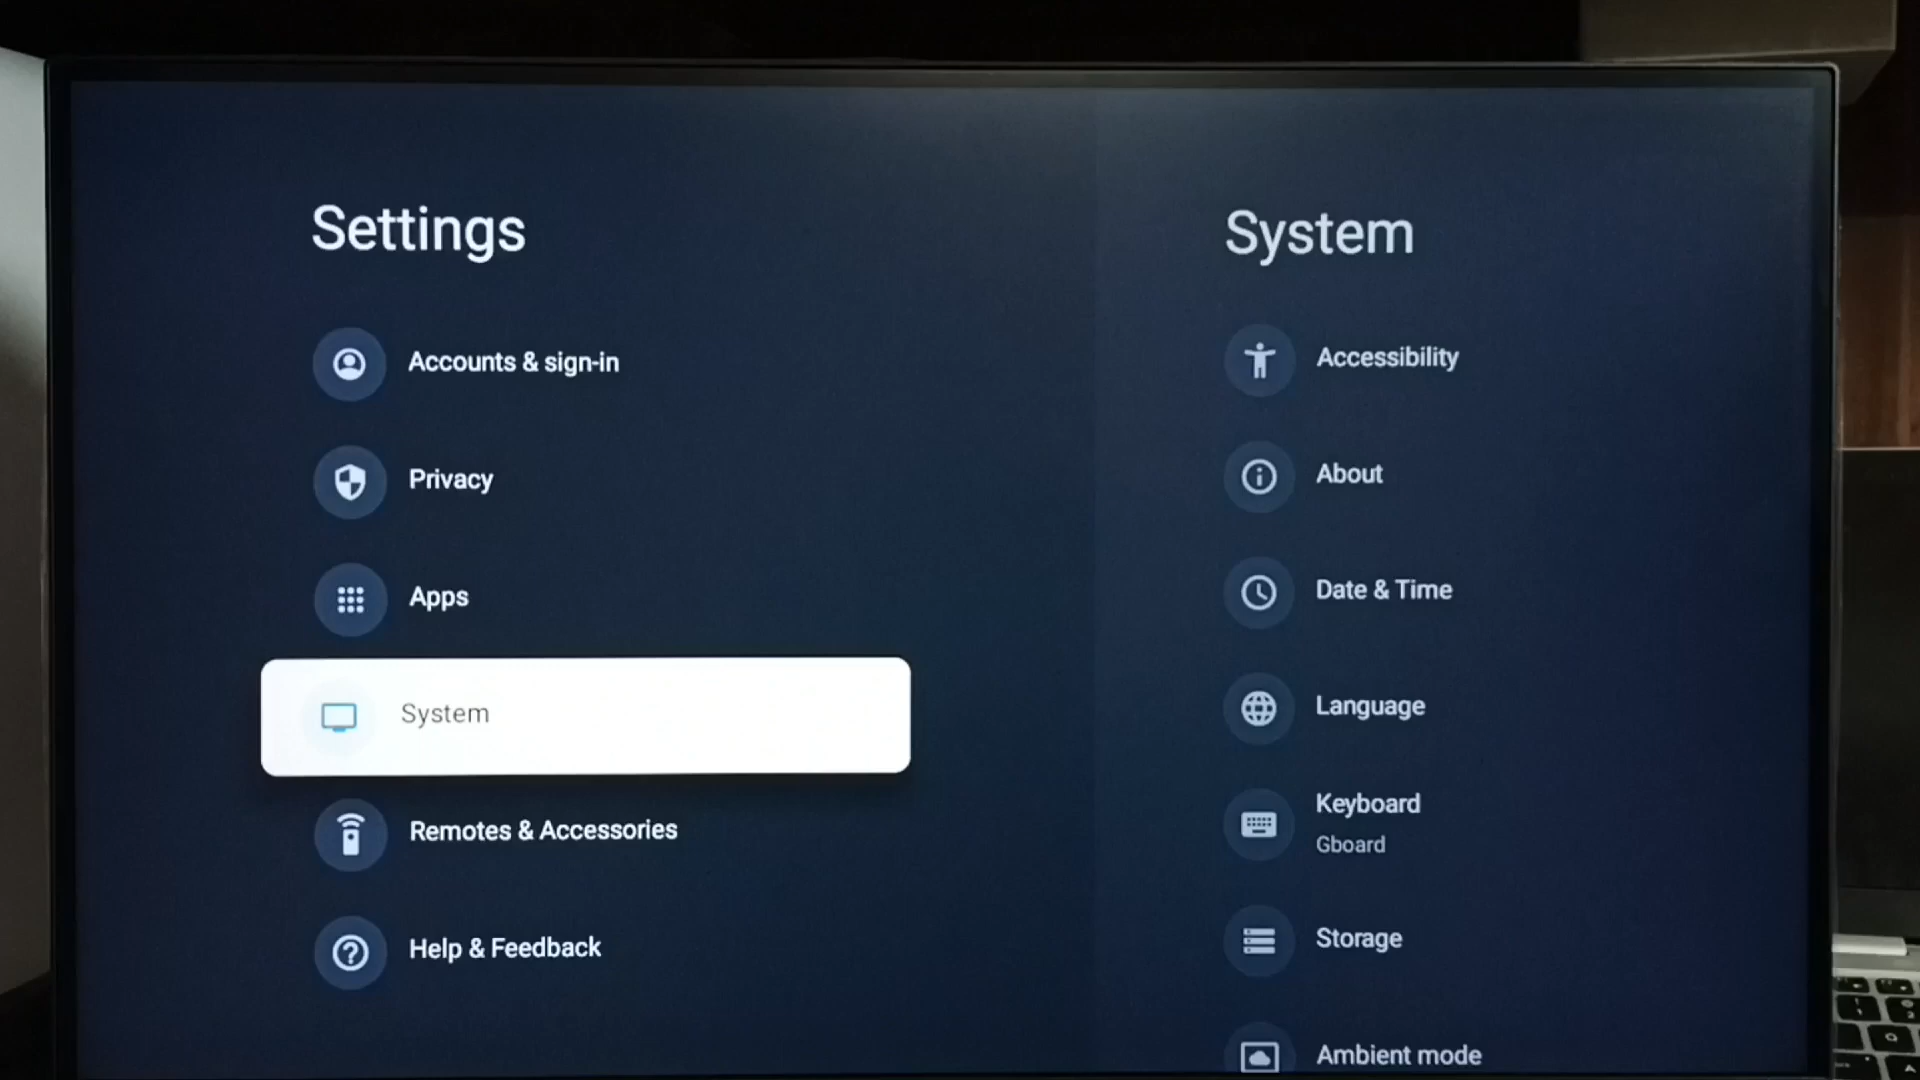 Settings
Accounts & sign-in
Privacy
Apps
System
Remotes & Accessories
Help & Feedback
System
Accessibility
About
Date & Time
Language
Keyboard
Gboard
Storage
Ambient mode